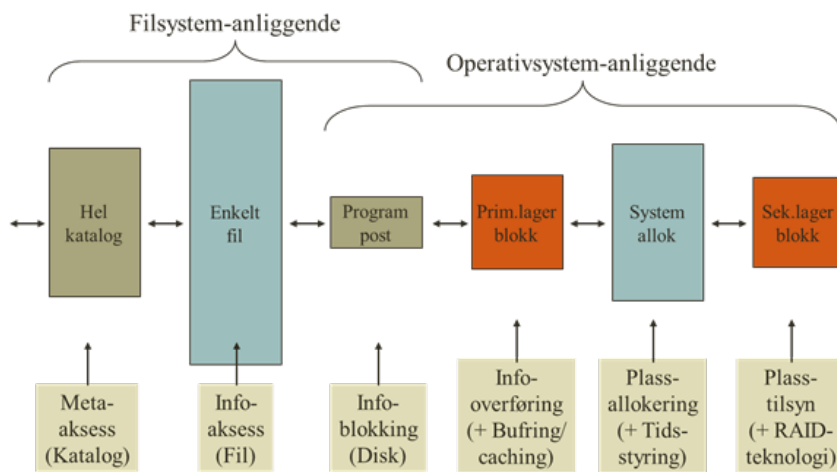 Filsystem-anliggende
Operativsystem-anliggende
Hel
katalog
Enkelt
fil
Program
post
Prim.lager
blokk
System
allok
Sek.lager
blokk
Meta-
aksess
(Katalog)
Info-
aksess
(Fil)
Info-
blokking
(Disk)
Info-
overføring
(+ Bufring/
caching)
Plass-
allokering
(+ Tids-
styring)
Plass-
tilsyn
(+ RAID-
teknologi)